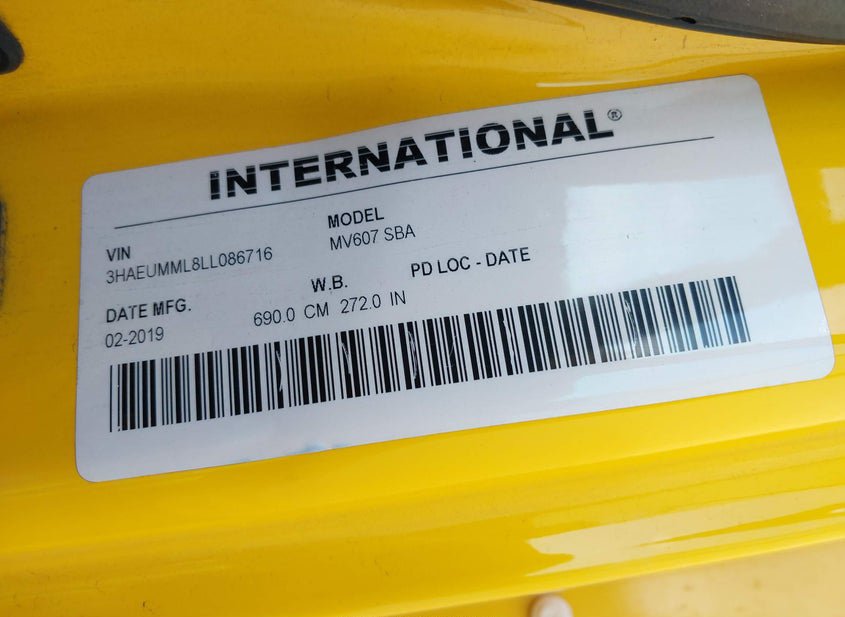 INTERNATIONAL®
VIN
3HAEUMML8LL086716
MODEL
MV607 SBA
DATE MFG.
02-2019
W.B.
690.0 CM 272.0 IN
PD LOC - DATE